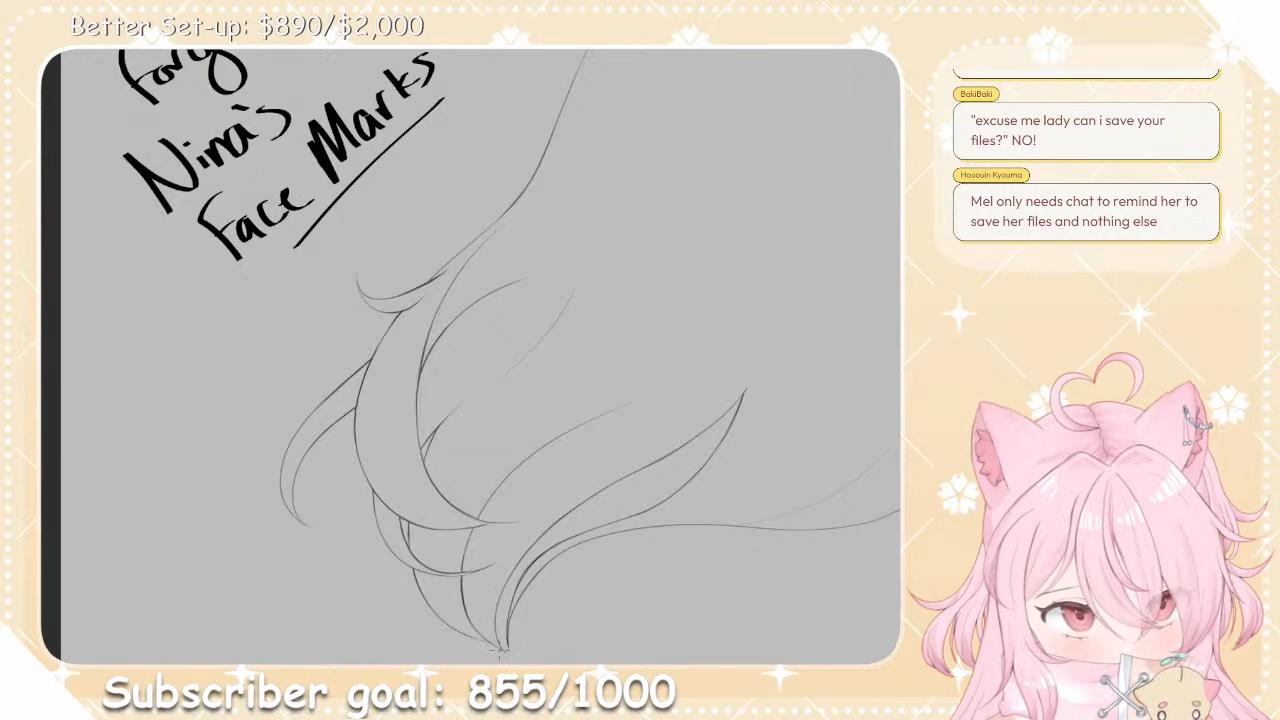 Better Set-up: $890/$2,000
Nina's
Face Marks
BakiBaki
"excuse me lady can i save your
files?" NO!
Hououin Kyouma
Mel only needs chat to remind her to
save her files and nothing else
Subscriber goal: 855/1000